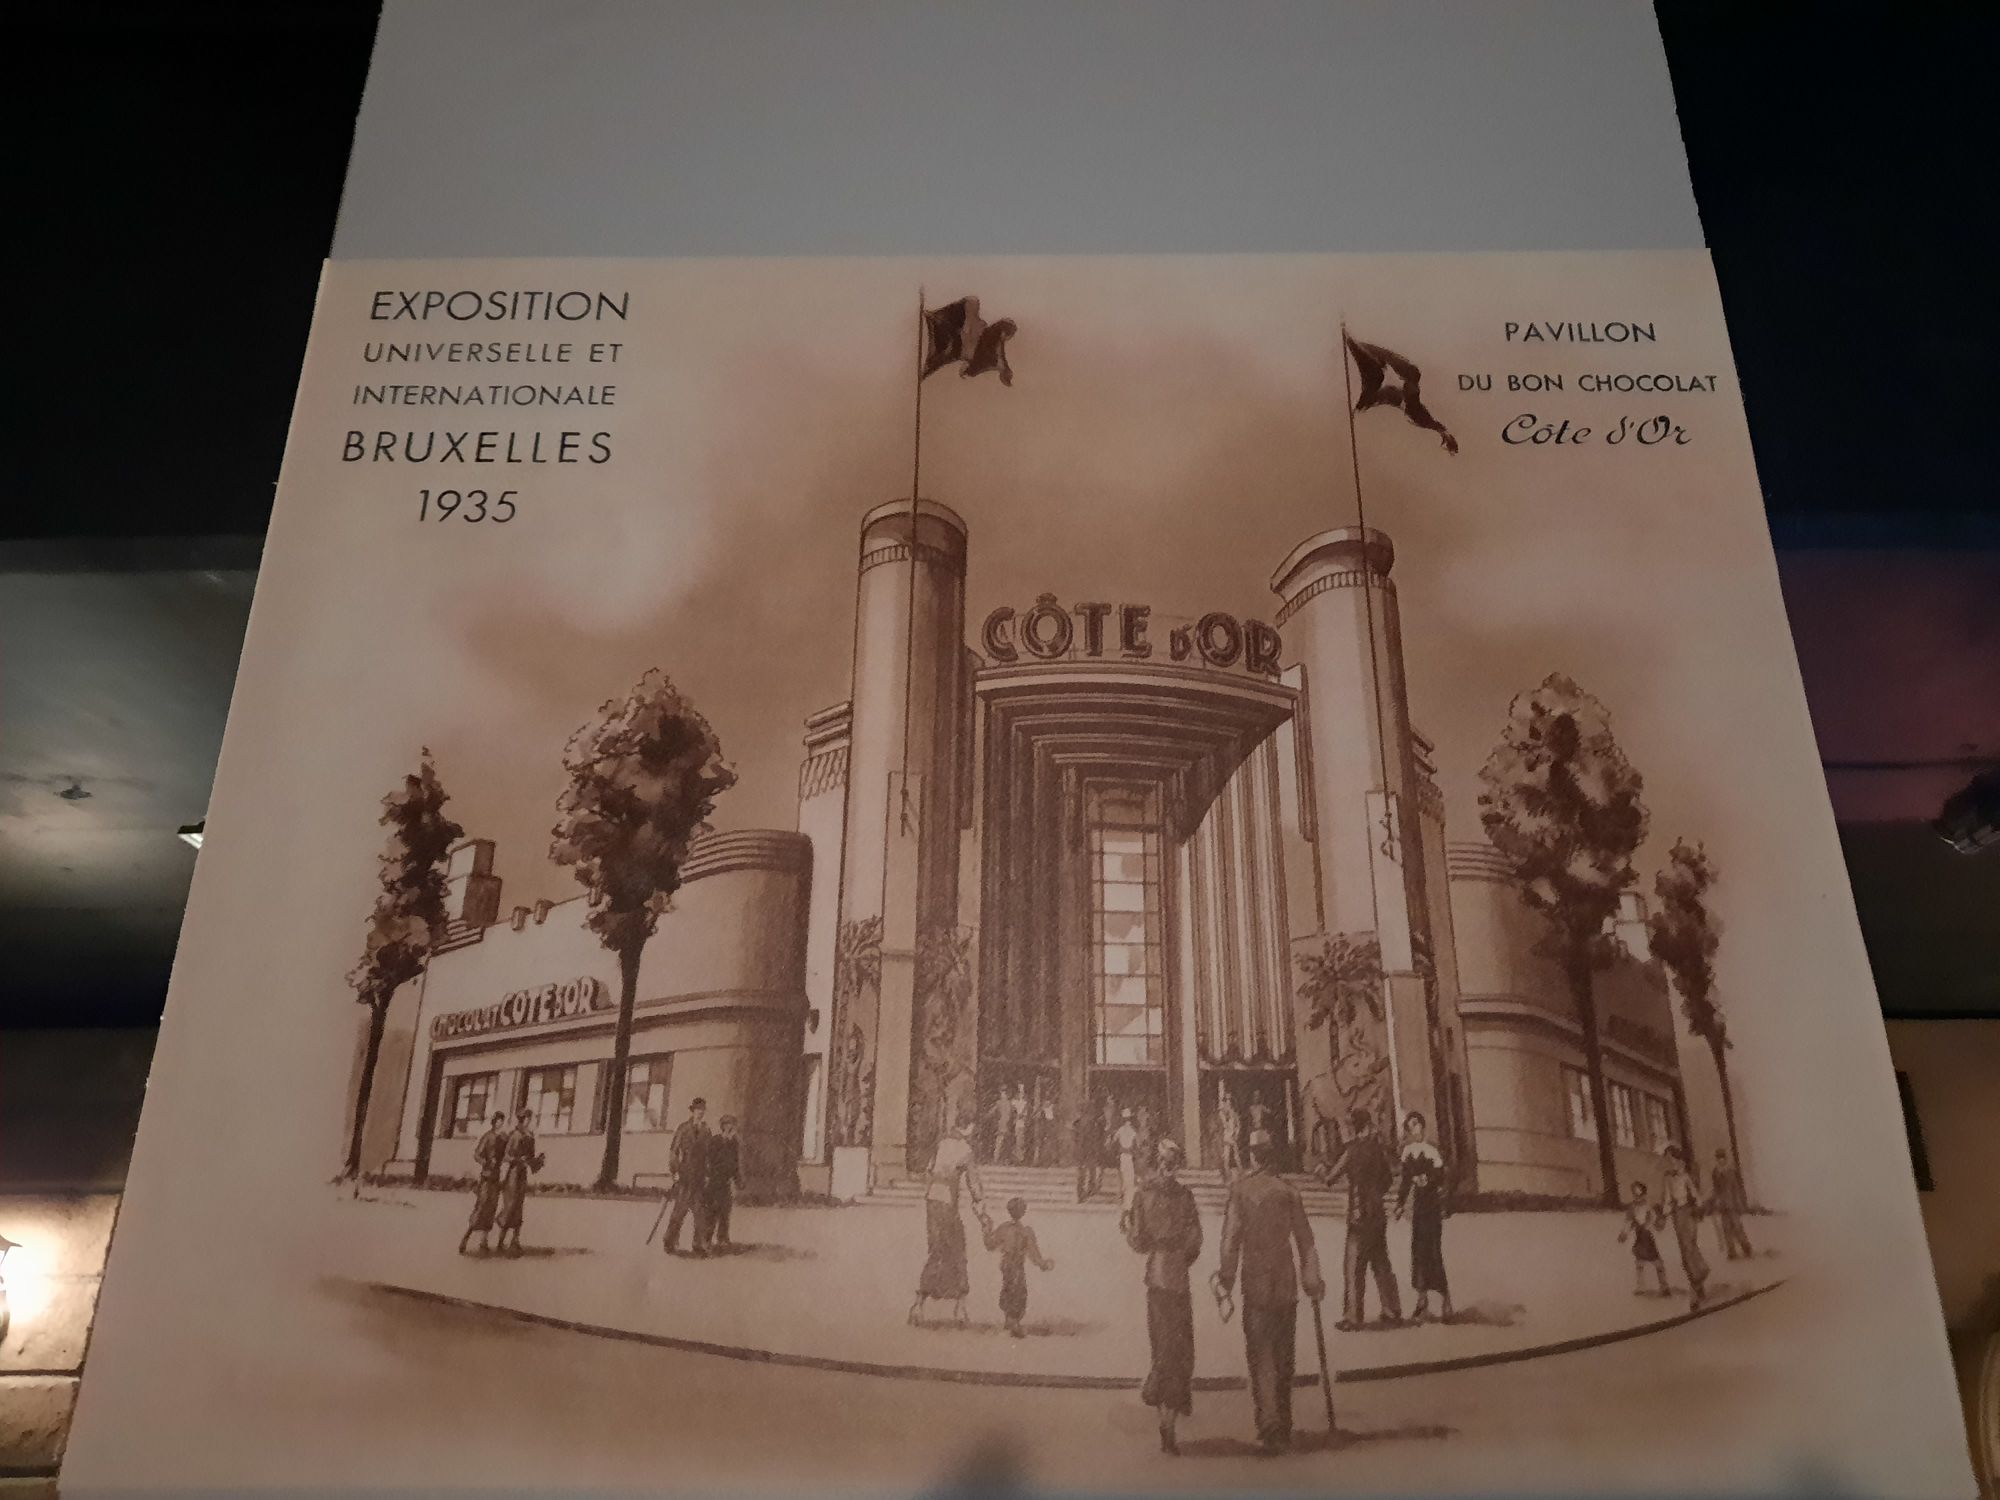 EXPOSITION
UNIVERSELLE ET
INTERNATIONALE
BRUXELLES
1935
PAVILLON
DU BON CHOCOLAT
Côte d'Or
CÔTE D'OR
CHOCOLAT CÔTE D'OR